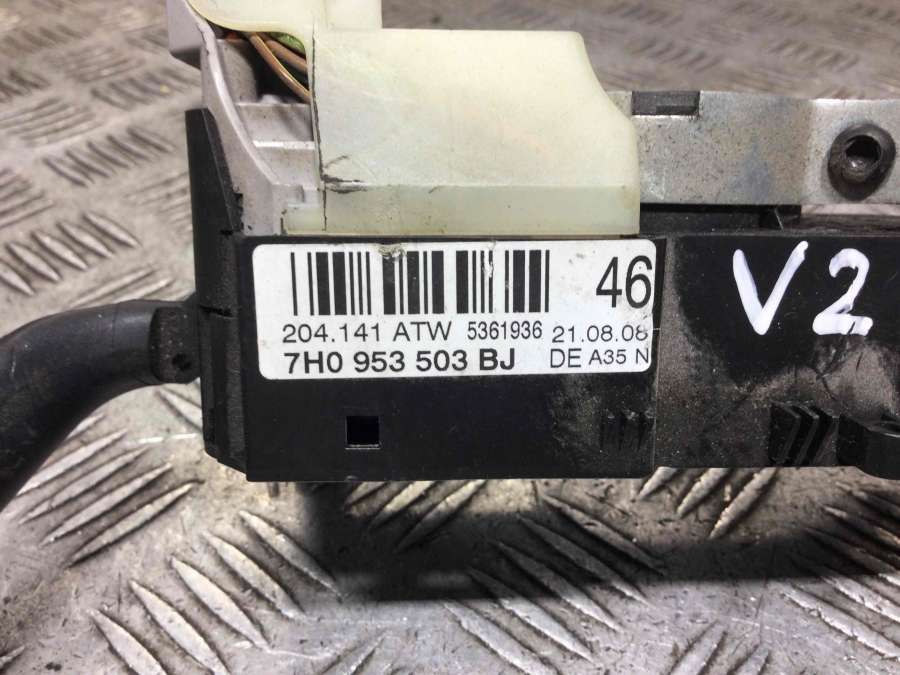 46
204.141 ATW 5361936 21.08.08
7H0 953 503 BJ DE A35 N
V2